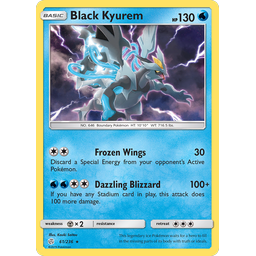 BASIC
Black Kyurem
HP130
NO. 646 Boundary Pokémon HT: 10'10" WT: 716.5 lbs.
Frozen Wings 30
Discard a Special Energy from your opponent's Active
Pokémon.
Dazzling Blizzard 100+
If you have any Stadium card in play, this attack does
100 more damage.
weakness ×2 resistance retreat
61/236